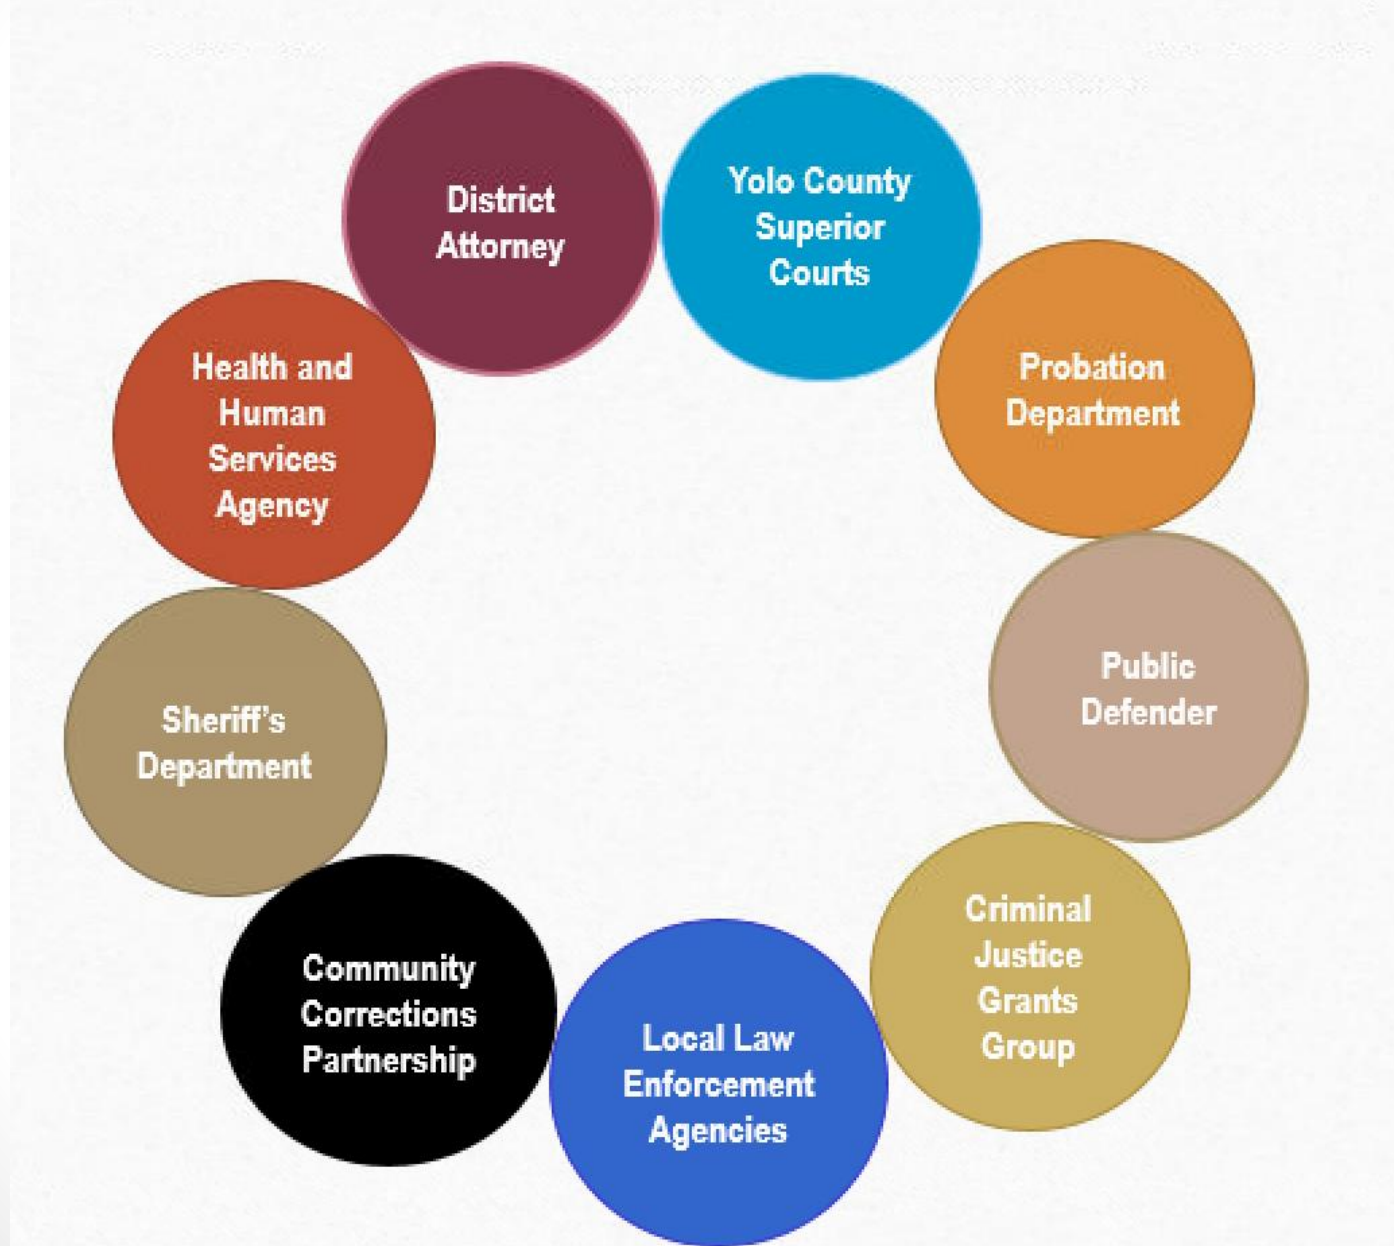 District
Attorney
Yolo County
Superior
Courts
Probation
Department
Public
Defender
Criminal
Justice
Grants
Group
Local Law
Enforcement
Agencies
Community
Corrections
Partnership
Sheriff’s
Department
Health and
Human
Services
Agency